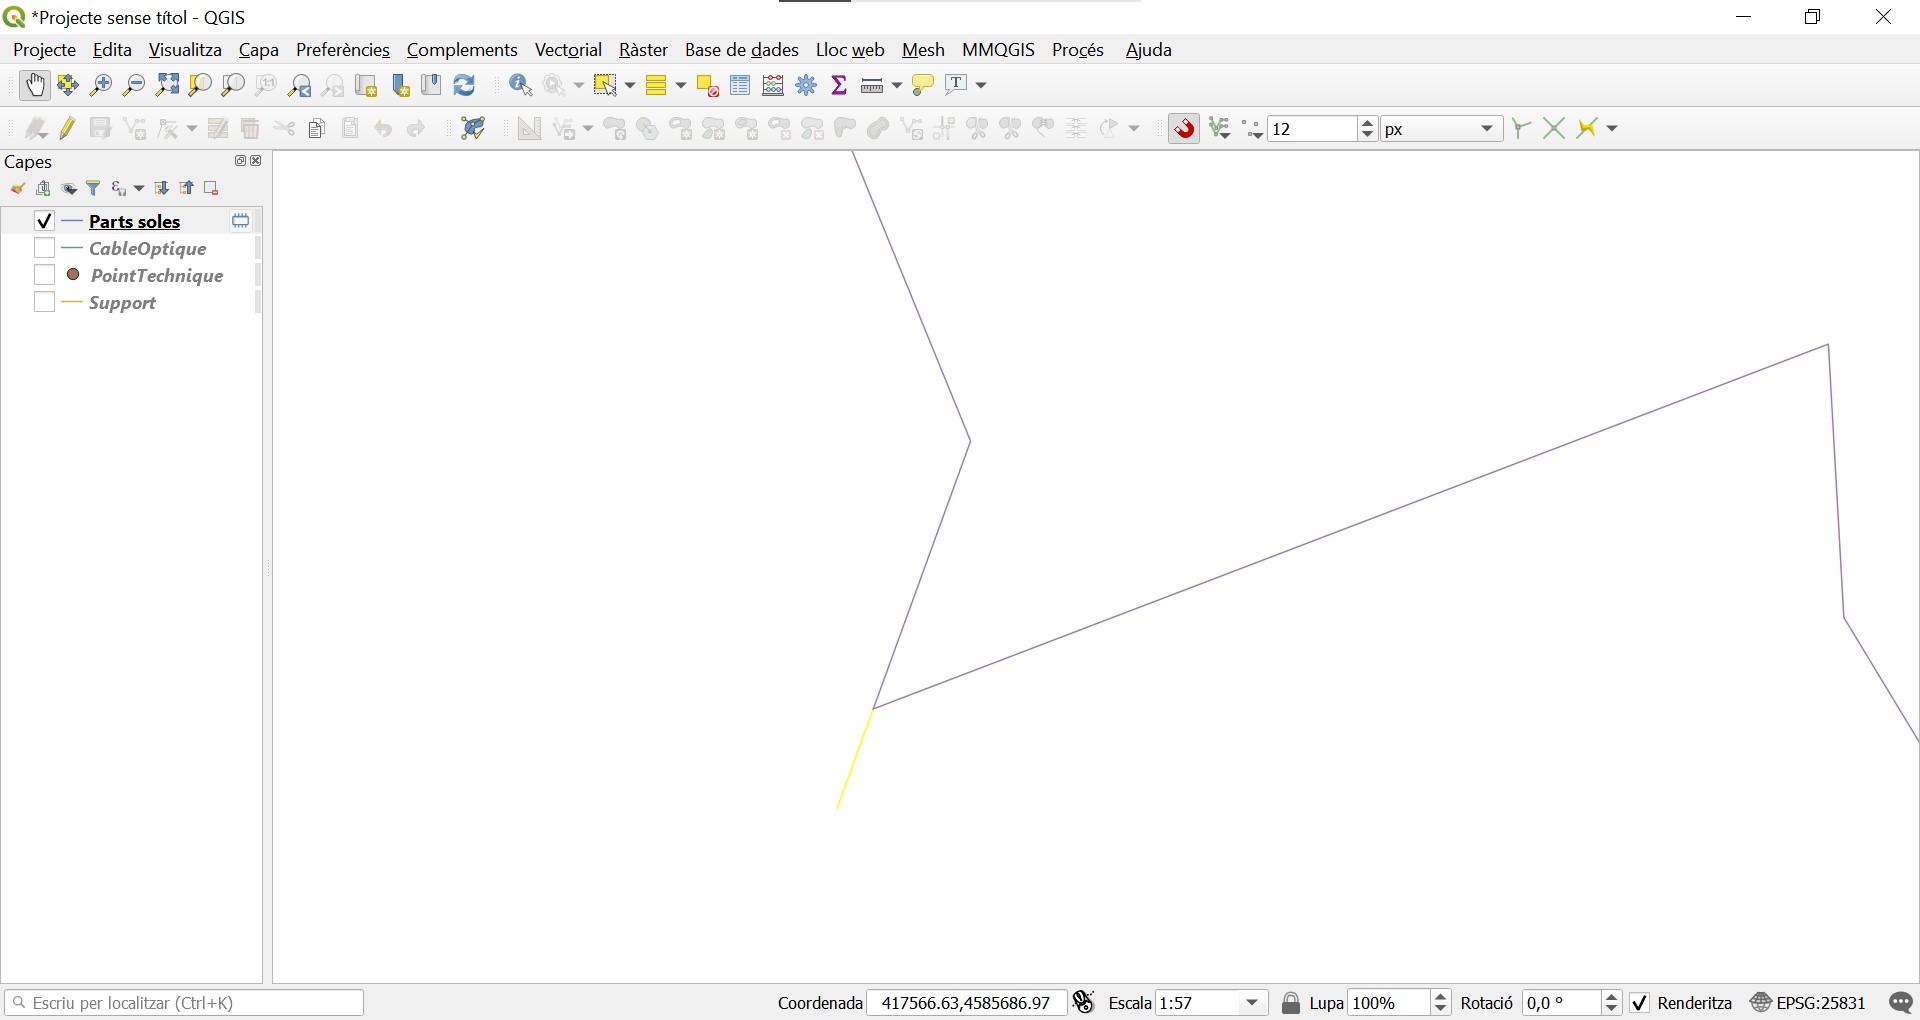 *Projecte sense títol - QGIS
Projecte Edita Visualitza Capa Preferències Complements Vectorial Ràster Base de dades Lloc web Mesh MMQGIS Procés Ajuda
12 px
Capes
Parts soles
CableOptique
PointTechnique
Support
Escriu per localitzar (Ctrl+K) Coordenada 417566.63,4585686.97 Escala 1:57 Lupa 100% Rotació 0,0 ° Renderitza EPSG:25831